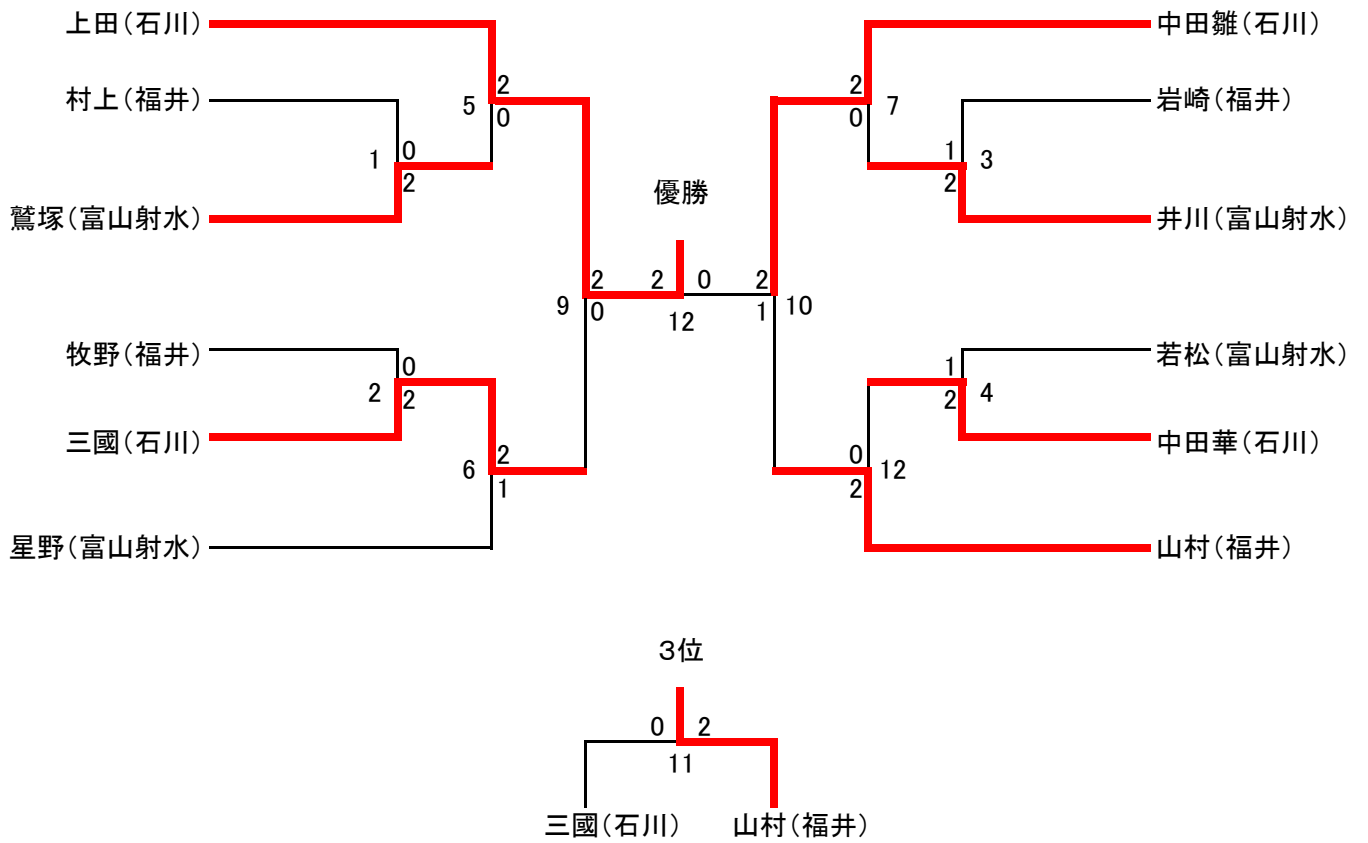 上田(石川)
中田雛(石川)
2
2
5
7
0
0
村上(福井)
岩崎(福井)
0
1
1
3
2
2
鷲塚(富山射水)
井川(富山射水)
優勝
2
2
0
2
9
10
0
1
12
牧野(福井)
若松(富山射水)
0
1
2
4
2
2
三國(石川)
中田華(石川)
2
0
6
12
1
2
星野(富山射水)
山村(福井)
3位
0
2
11
三國(石川)
山村(福井)